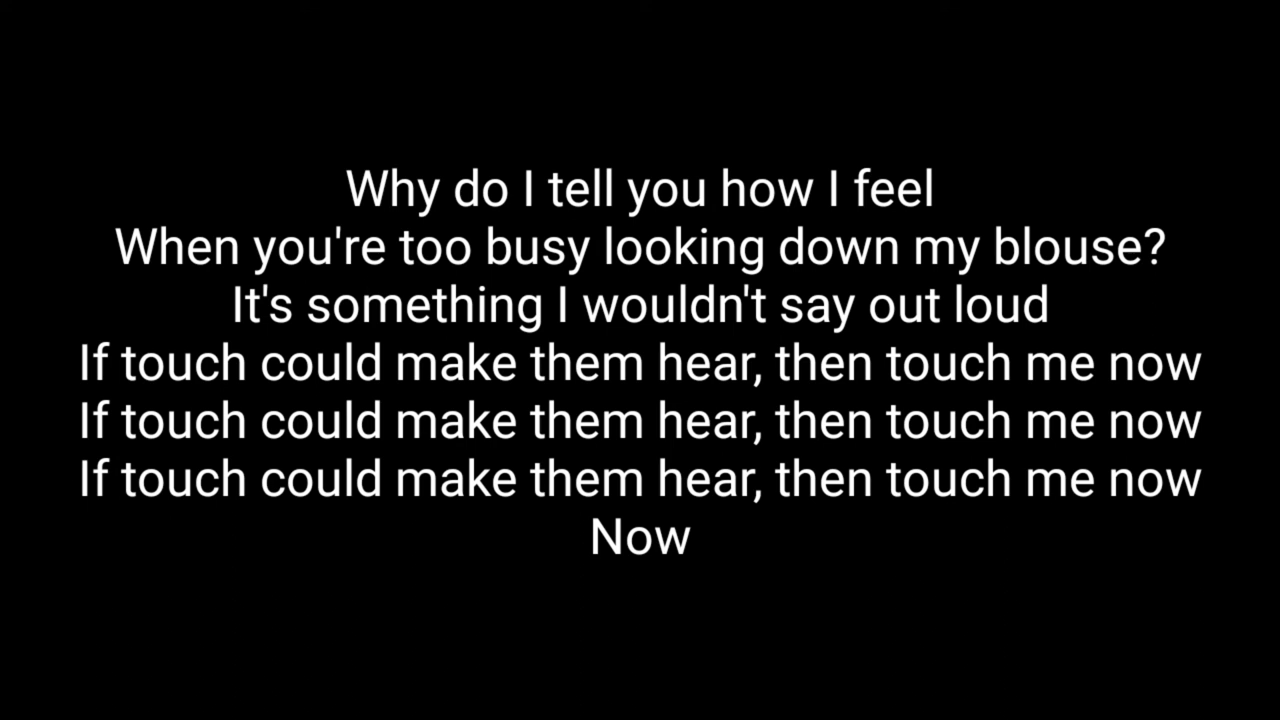 Why do I tell you how I feel
When you're too busy looking down my blouse?
It's something I wouldn't say out loud
If touch could make them hear, then touch me now
If touch could make them hear, then touch me now
If touch could make them hear, then touch me now
Now